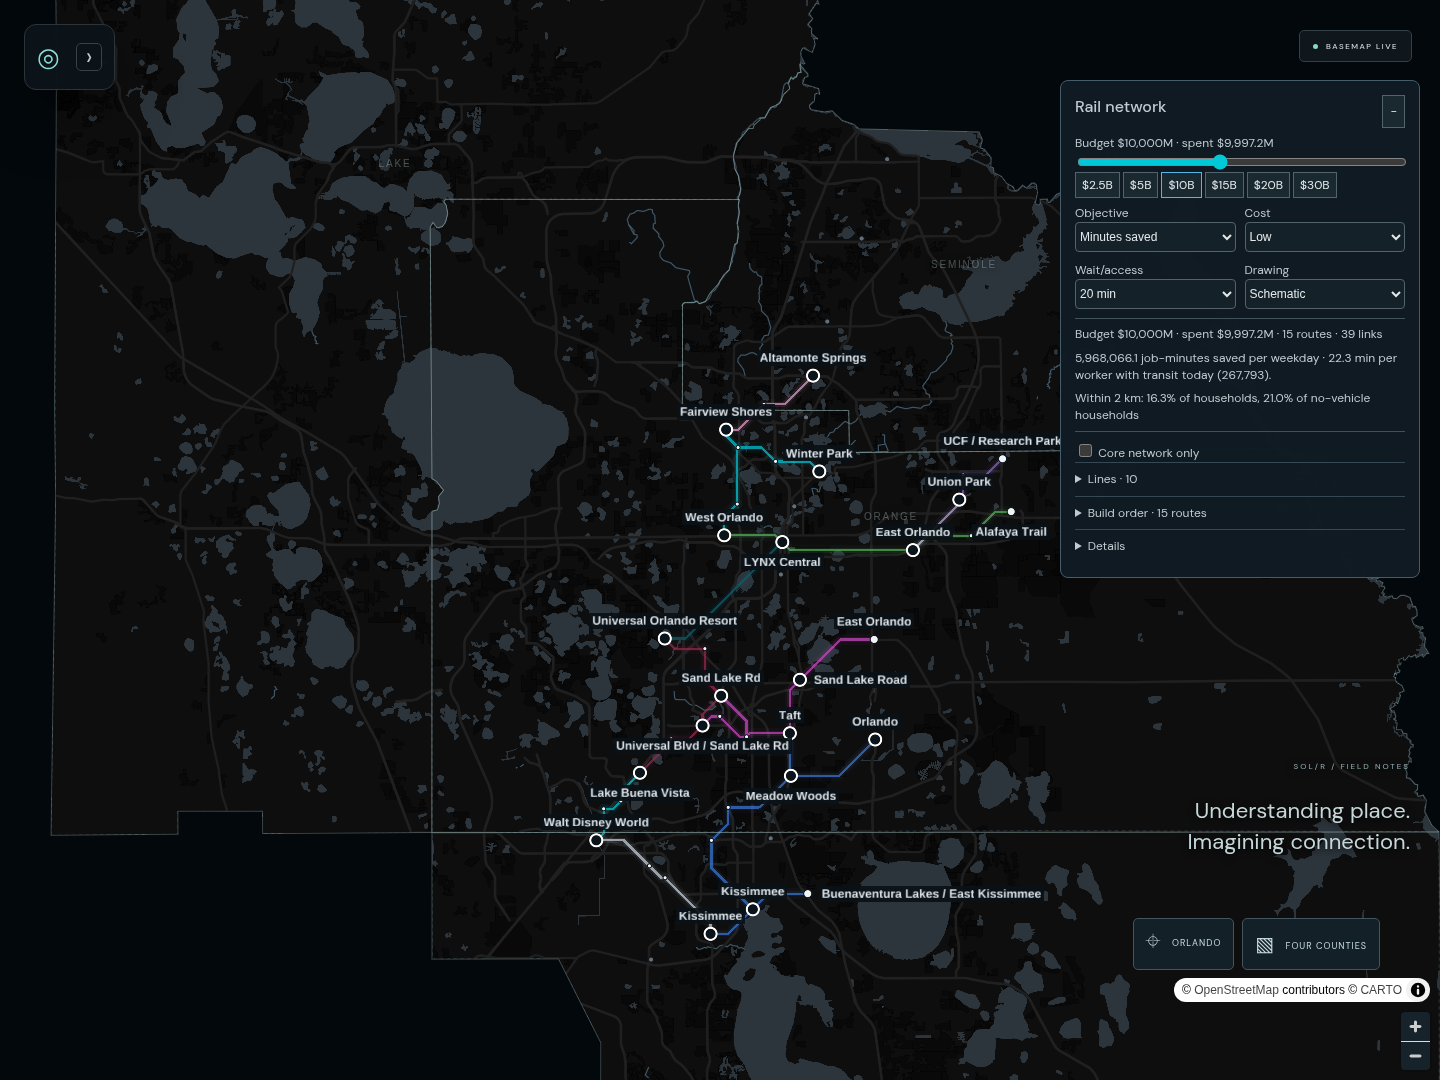 BASEMAP LIVE
Rail network
-
Budget $10,000M · spent $9,997.2M
$2.5B $5B $10B $15B $20B $30B
Objective Cost
Minutes saved Low
Wait/access Drawing
20 min Schematic
Budget $10,000M · spent $9,997.2M · 15 routes · 39 links
5,968,066.1 job-minutes saved per weekday · 22.3 min per
worker with transit today (267,793).
Within 2 km: 16.3% of households, 21.0% of no-vehicle
households
Core network only
Lines · 10
Build order · 15 routes
Details
LAKE
SEMINOLE
Altamonte Springs
Fairview Shores
UCF / Research Park
Winter Park
Union Park
West Orlando
ORANGE
East Orlando
Alafaya Trail
LYNX Central
Universal Orlando Resort
East Orlando
Sand Lake Rd
Sand Lake Road
Taft
Orlando
Universal Blvd / Sand Lake Rd
Lake Buena Vista
Meadow Woods
Walt Disney World
Kissimmee
Buenaventura Lakes / East Kissimmee
Kissimmee
SOL/R / FIELD NOTES
Understanding place.
Imagining connection.
ORLANDO
FOUR COUNTIES
© OpenStreetMap contributors © CARTO
+
−